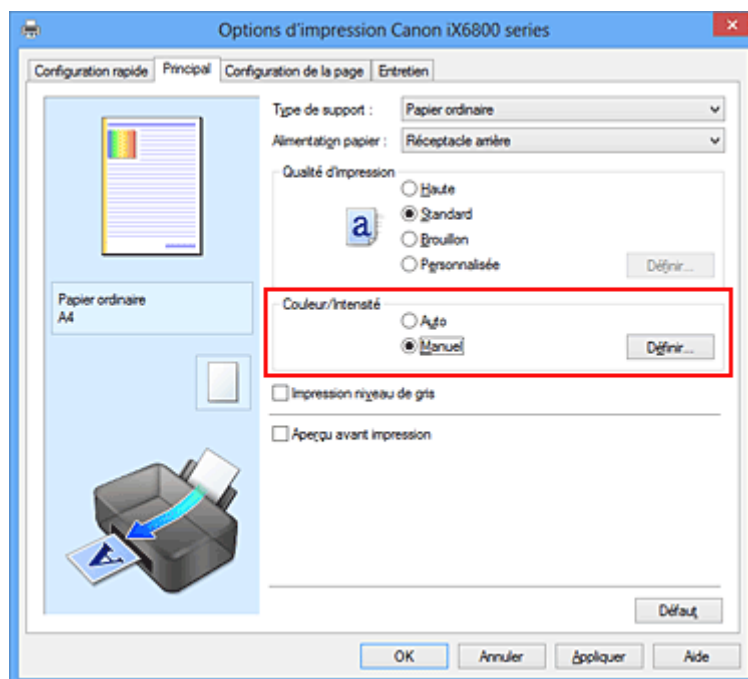 Options d'impression Canon iX6800 series
Configuration rapide Principal Configuration de la page Entretien
Type de support : Papier ordinaire
Alimentation papier : Réceptacle arrière
Qualité d'impression
Haute
Standard
Brouillon
Personnalisée Définir...
a
Papier ordinaire
A4
Couleur/Intensité
Auto
Manuel Définir...
Impression niveau de gris
Aperçu avant impression
A
Défaut
OK Annuler Appliquer Aide